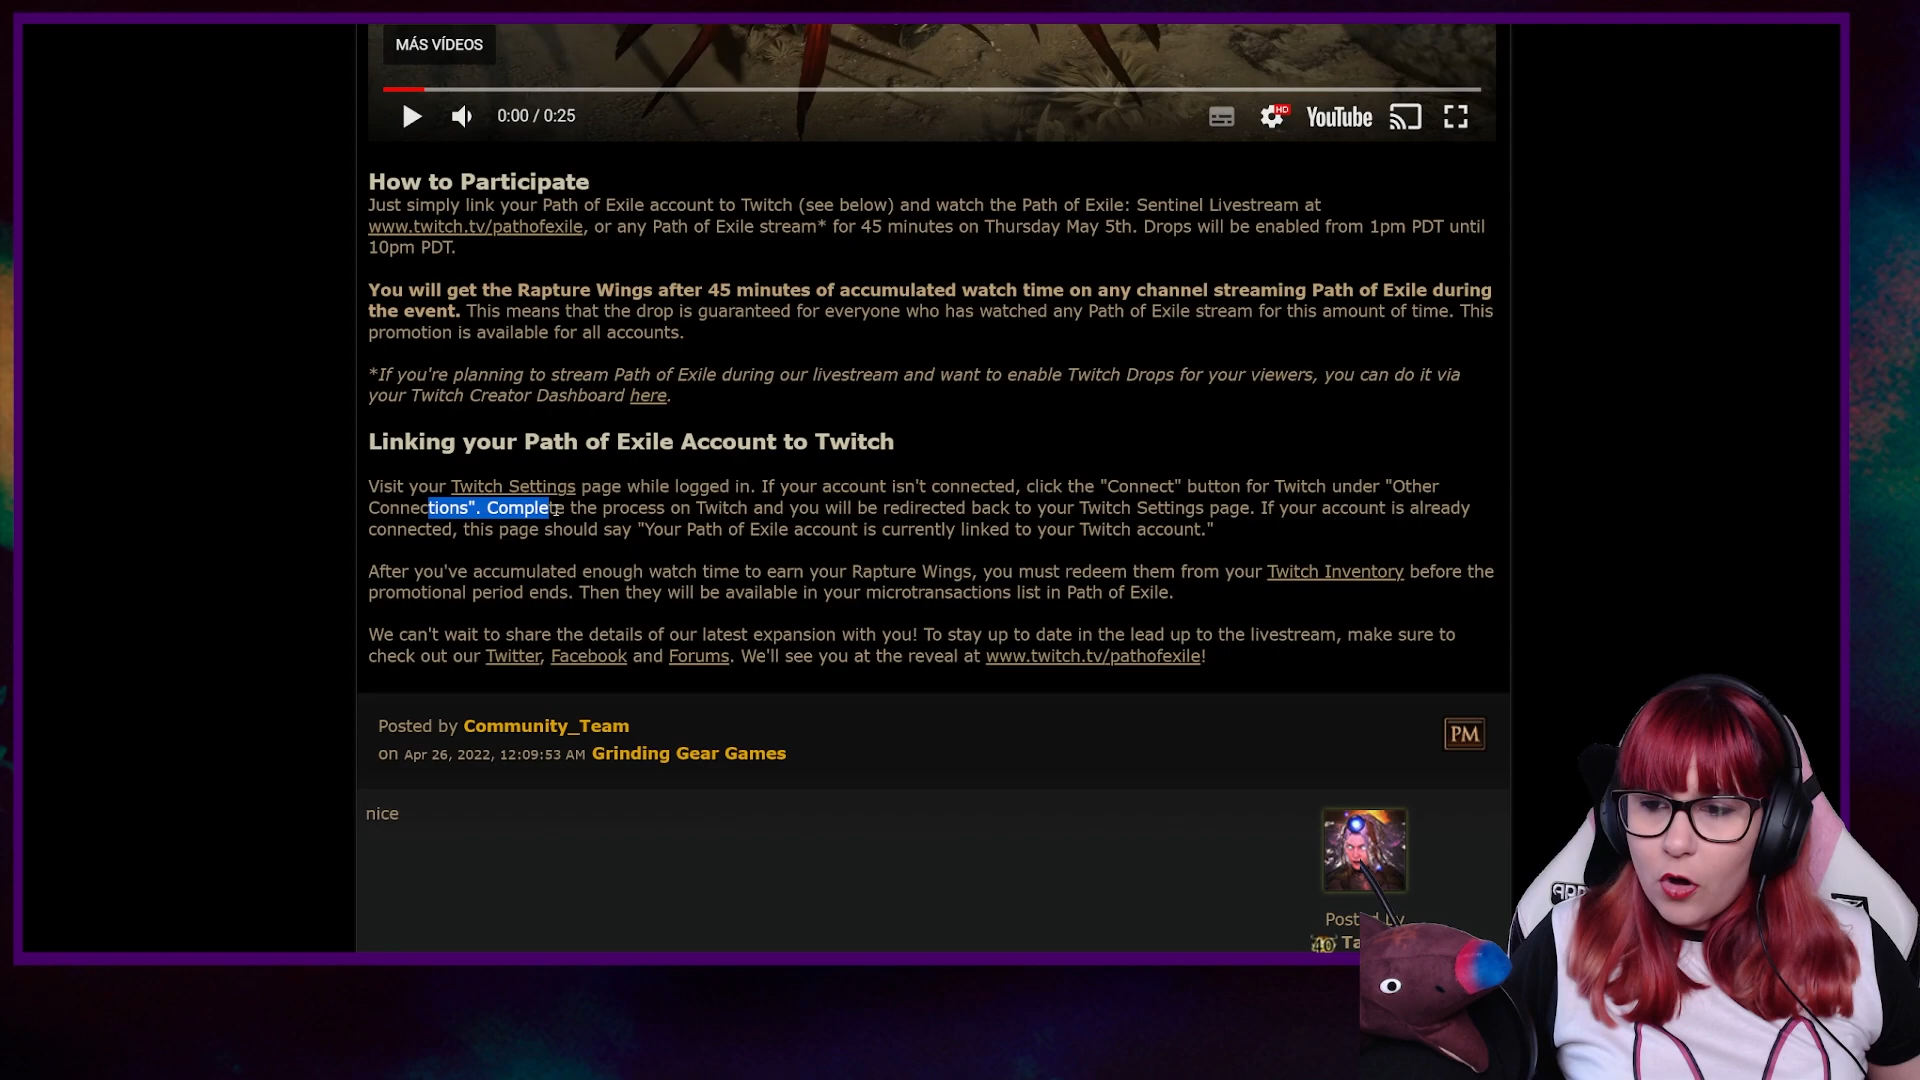 MÁS VÍDEOS
0:00 / 0:25
HD
YouTube
How to Participate
Just simply link your Path of Exile account to Twitch (see below) and watch the Path of Exile: Sentinel Livestream at
www.twitch.tv/pathofexile, or any Path of Exile stream* for 45 minutes on Thursday May 5th. Drops will be enabled from 1pm PDT until
10pm PDT.
You will get the Rapture Wings after 45 minutes of accumulated watch time on any channel streaming Path of Exile during
the event. This means that the drop is guaranteed for everyone who has watched any Path of Exile stream for this amount of time. This
promotion is available for all accounts.
*If you're planning to stream Path of Exile during our livestream and want to enable Twitch Drops for your viewers, you can do it via
your Twitch Creator Dashboard here.
Linking your Path of Exile Account to Twitch
Visit your Twitch Settings page while logged in. If your account isn't connected, click the "Connect" button for Twitch under "Other
Connections". Complete the process on Twitch and you will be redirected back to your Twitch Settings page. If your account is already
connected, this page should say "Your Path of Exile account is currently linked to your Twitch account."
After you've accumulated enough watch time to earn your Rapture Wings, you must redeem them from your Twitch Inventory before the
promotional period ends. Then they will be available in your microtransactions list in Path of Exile.
We can't wait to share the details of our latest expansion with you! To stay up to date in the lead up to the livestream, make sure to
check out our Twitter, Facebook and Forums. We'll see you at the reveal at www.twitch.tv/pathofexile!
Posted by Community_Team
on Apr 26, 2022, 12:09:53 AM Grinding Gear Games
PM
nice
Posted by
40